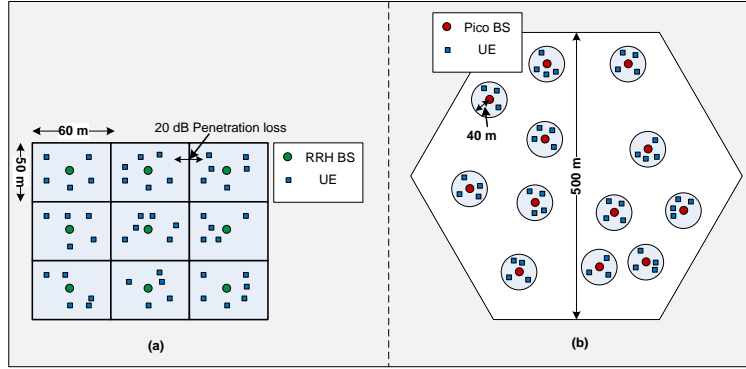 60 m
50 m
20 dB Penetration loss
RRH BS
UE
(a)
Pico BS
UE
40 m
500 m
(b)